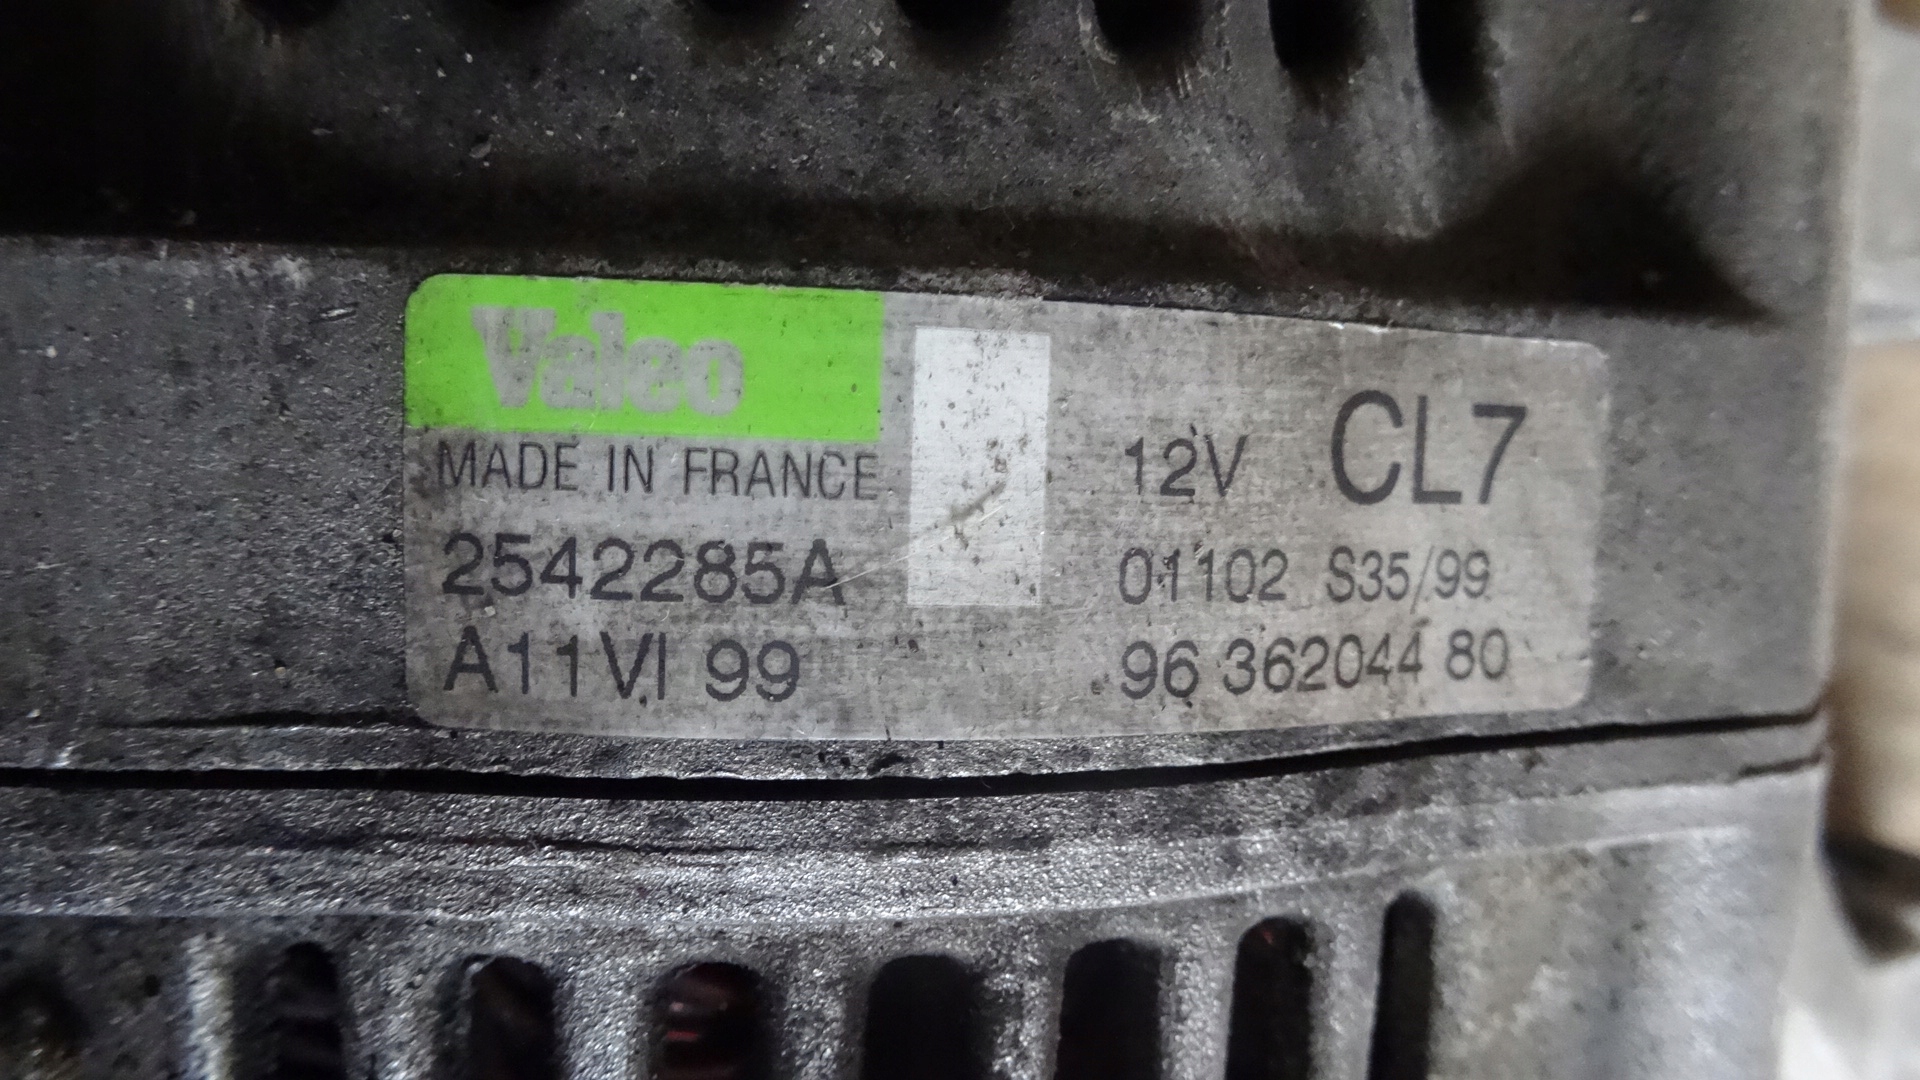 Valeo
MADE IN FRANCE
2542285A
A11VI 99
12V CL7
01102 S35/99
96 362044 80